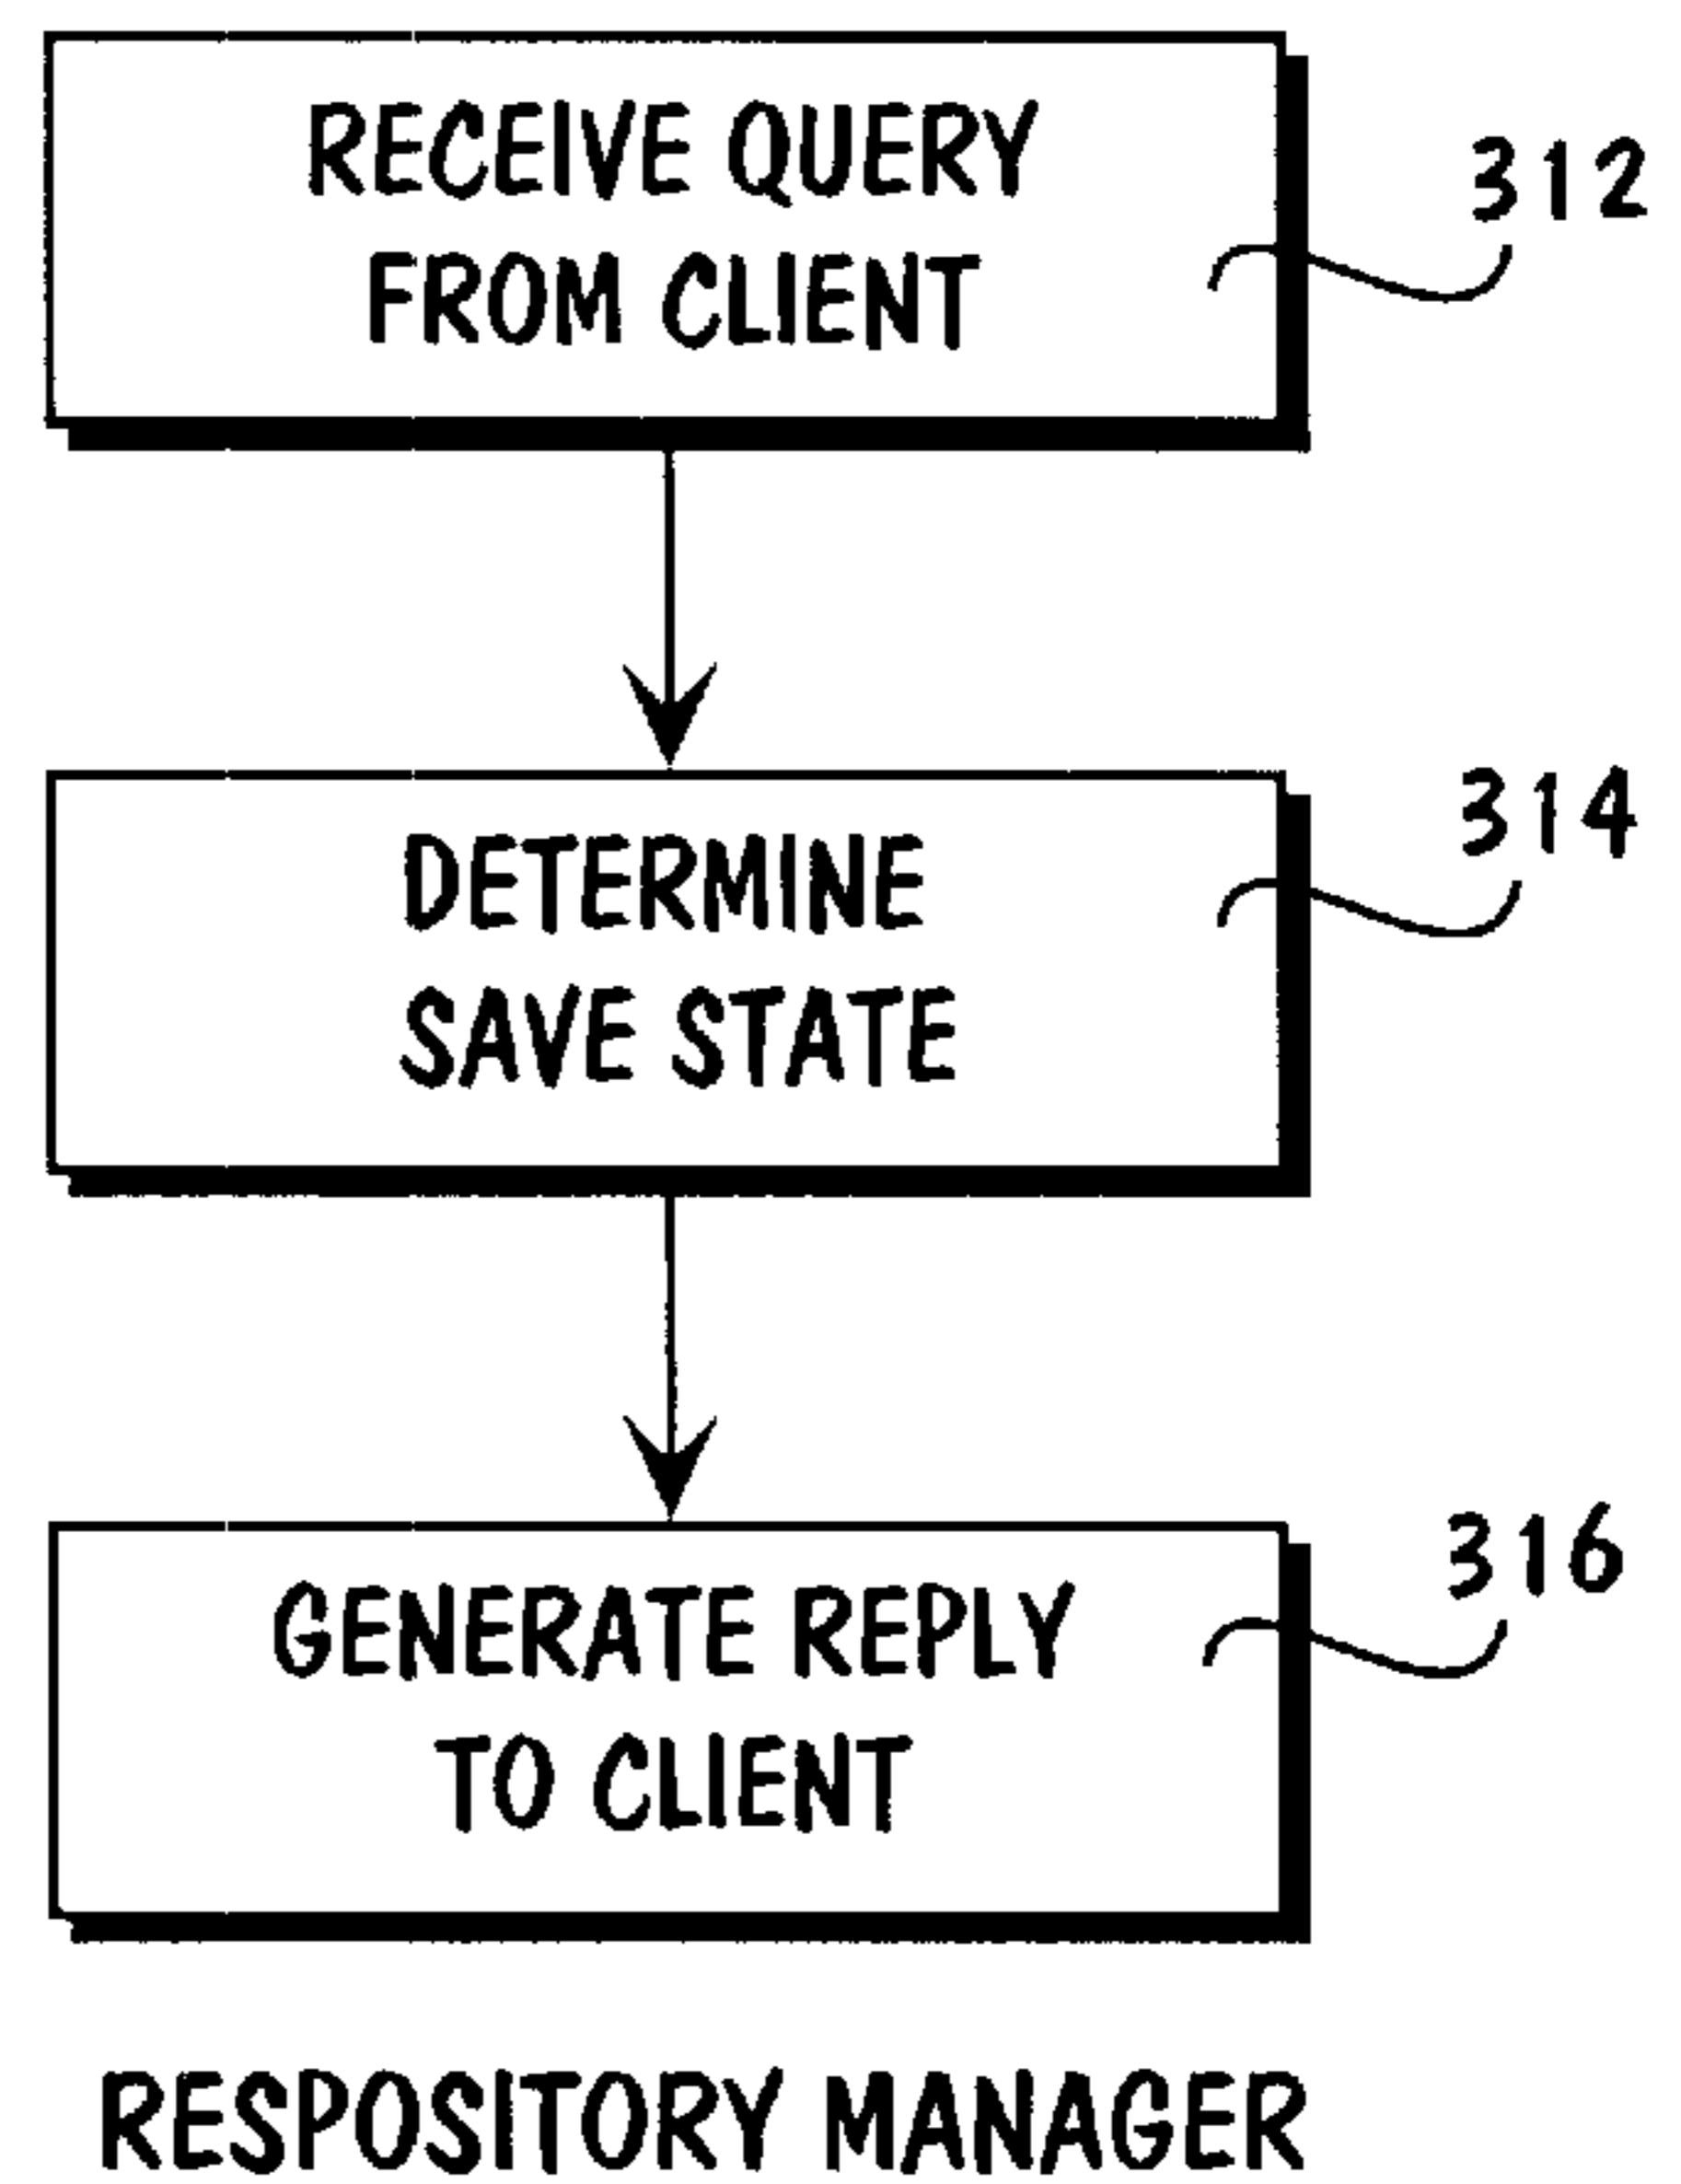 RECEIVE QUERY
FROM CLIENT
312
DETERMINE
SAVE STATE
314
GENERATE REPLY
TO CLIENT
316
RESPOSITORY MANAGER